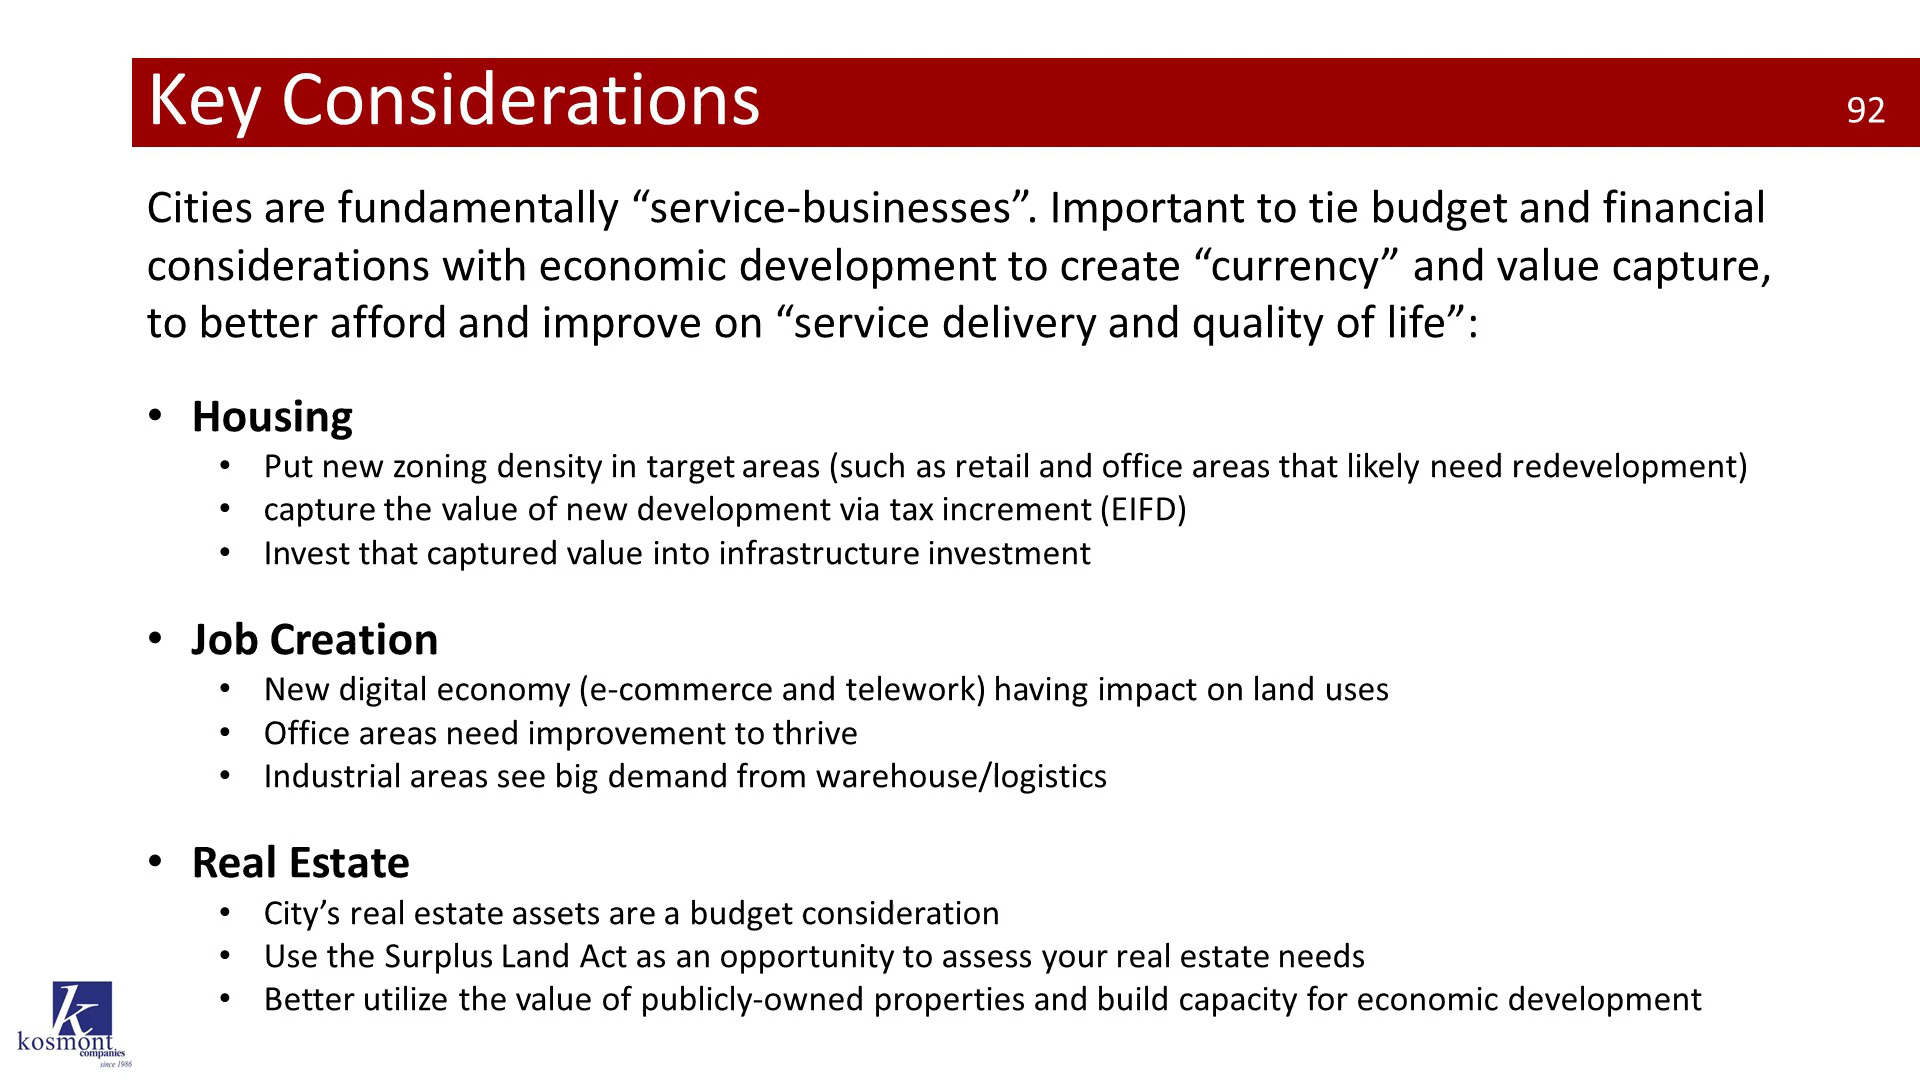 Key Considerations
92
Cities are fundamentally “service-businesses”. Important to tie budget and financial
considerations with economic development to create “currency” and value capture,
to better afford and improve on “service delivery and quality of life”:
• Housing
• Put new zoning density in target areas (such as retail and office areas that likely need redevelopment)
• capture the value of new development via tax increment (EIFD)
• Invest that captured value into infrastructure investment
• Job Creation
• New digital economy (e-commerce and telework) having impact on land uses
• Office areas need improvement to thrive
• Industrial areas see big demand from warehouse/logistics
• Real Estate
• City’s real estate assets are a budget consideration
• Use the Surplus Land Act as an opportunity to assess your real estate needs
• Better utilize the value of publicly-owned properties and build capacity for economic development
k
kosmont
companies
since 1986